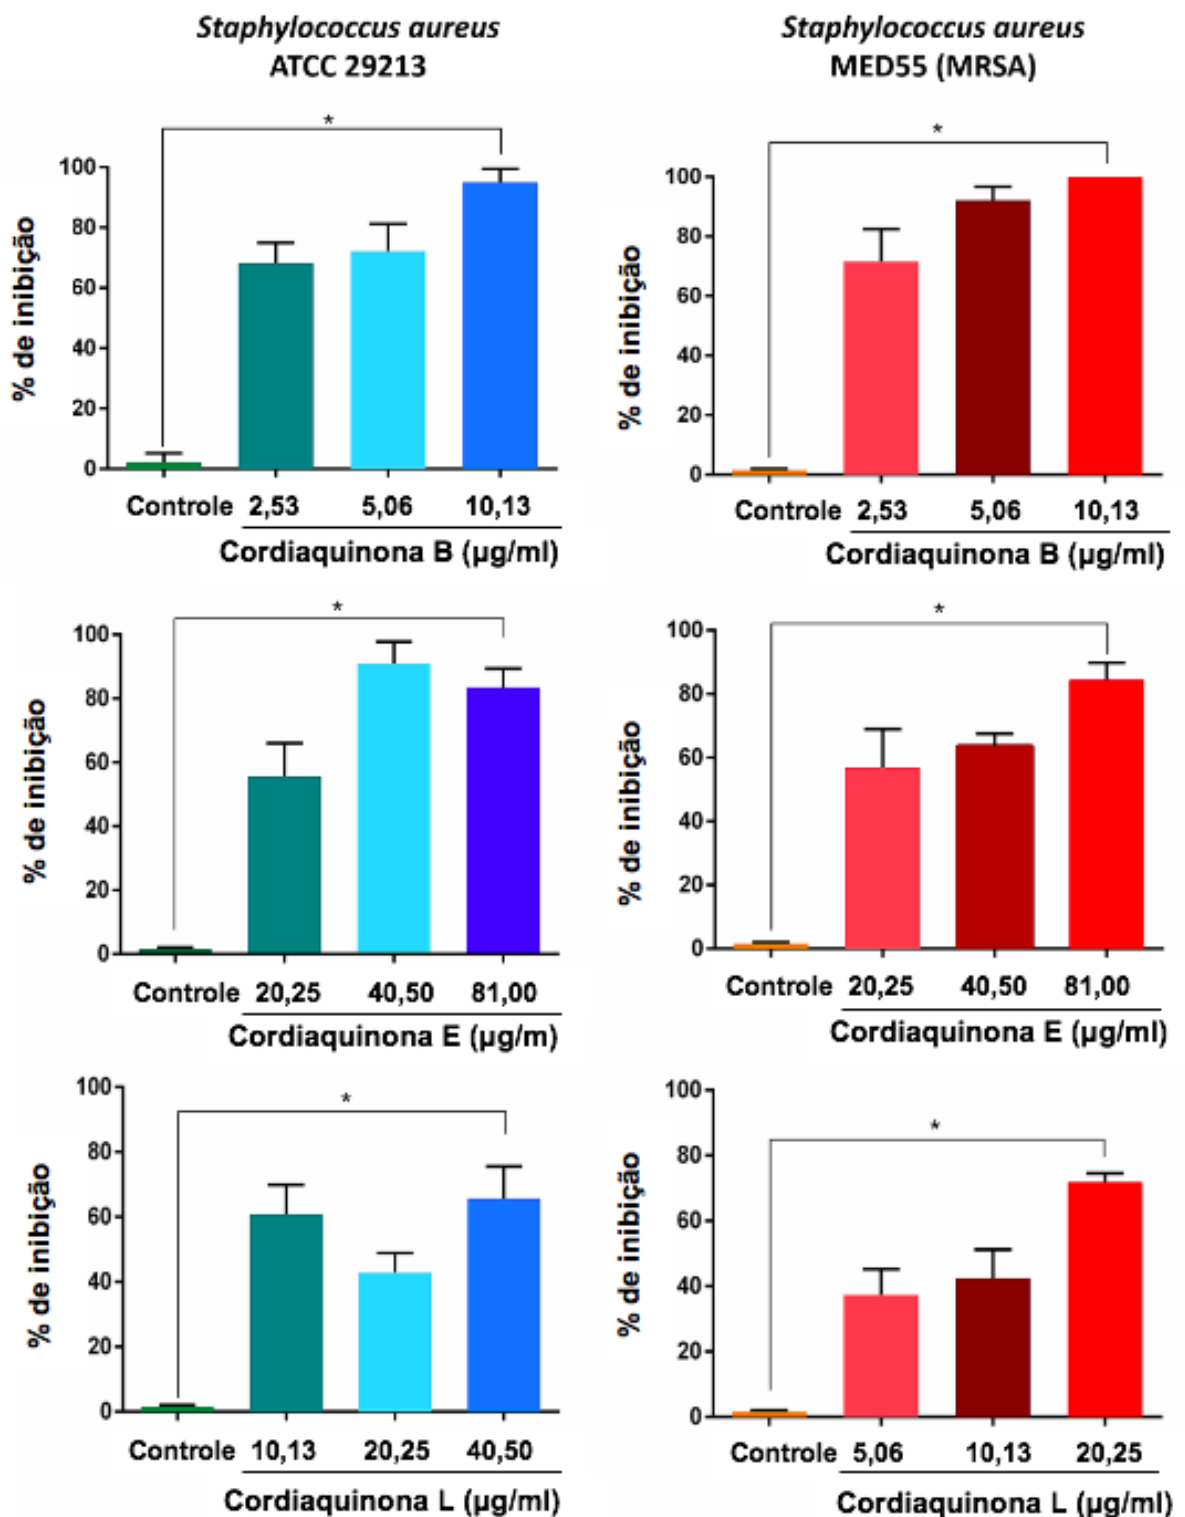 Staphylococcus aureus
ATCC 29213
Staphylococcus aureus
MED55 (MRSA)
*
% de inibição
100
80
60
40
20
0
Controle 2,53 5,06 10,13
Cordiaquinona B (µg/ml)
*
% de inibição
100
80
60
40
20
0
Controle 2,53 5,06 10,13
Cordiaquinona B (µg/ml)
*
% de inibição
100
80
60
40
20
0
Controle 20,25 40,50 81,00
Cordiaquinona E (µg/m)
*
% de inibição
100
80
60
40
20
0
Controle 20,25 40,50 81,00
Cordiaquinona E (µg/ml)
*
% de inibição
100
80
60
40
20
0
Controle 10,13 20,25 40,50
Cordiaquinona L (µg/ml)
*
% de inibição
100
80
60
40
20
0
Controle 5,06 10,13 20,25
Cordiaquinona L (µg/ml)